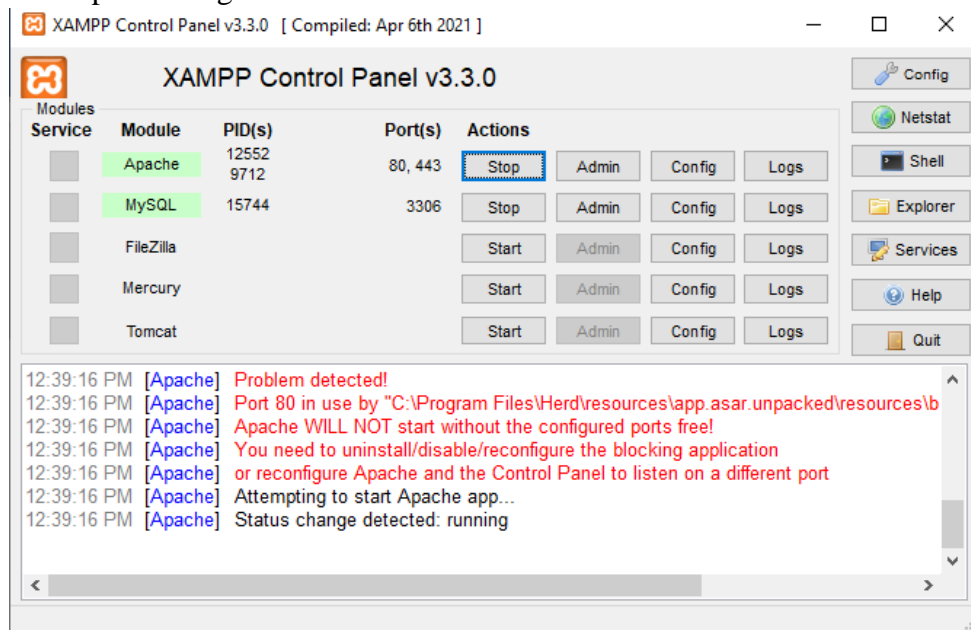 XAMPP Control Panel v3.3.0 [ Compiled: Apr 6th 2021 ]
XAMPP Control Panel v3.3.0
Config
Modules
Service Module PID(s) Port(s) Actions
Netstat
Apache 12552 9712 80, 443 Stop Admin Config Logs
Shell
MySQL 15744 3306 Stop Admin Config Logs
Explorer
FileZilla Start Admin Config Logs
Services
Mercury Start Admin Config Logs
Help
Tomcat Start Admin Config Logs
Quit
12:39:16 PM [Apache] Problem detected!
12:39:16 PM [Apache] Port 80 in use by "C:\Program Files\Herd\resources\app.asar.unpacked\resources\b
12:39:16 PM [Apache] Apache WILL NOT start without the configured ports free!
12:39:16 PM [Apache] You need to uninstall/disable/reconfigure the blocking application
12:39:16 PM [Apache] or reconfigure Apache and the Control Panel to listen on a different port
12:39:16 PM [Apache] Attempting to start Apache app...
12:39:16 PM [Apache] Status change detected: running